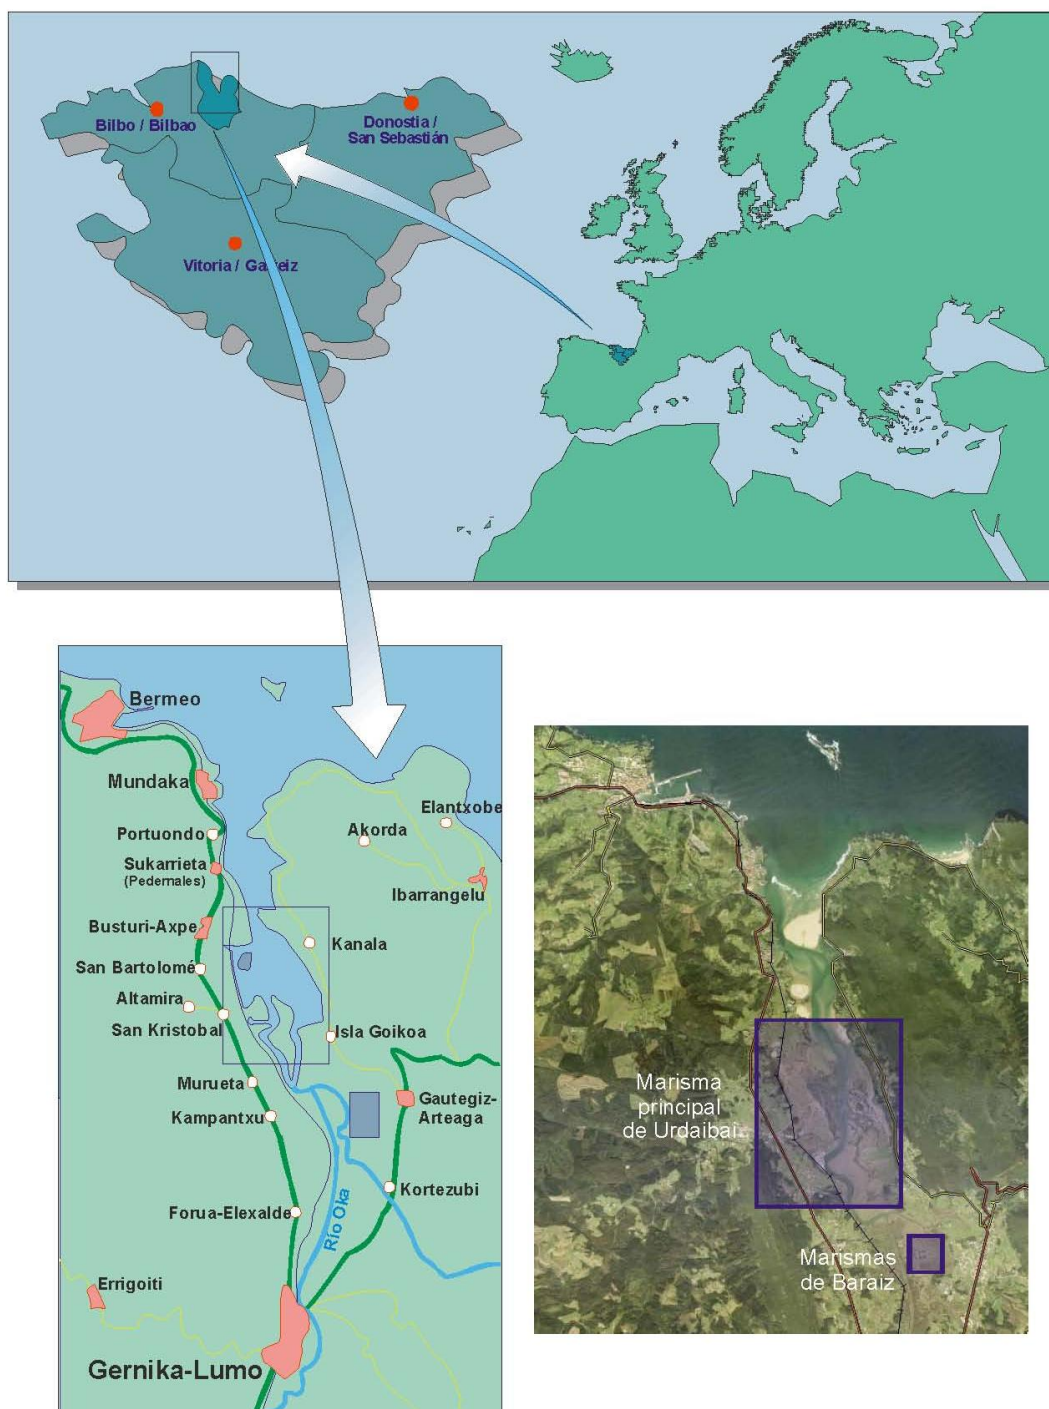 Bilbo / Bilbao
Donostia /
San Sebastián
Vitoria / Gasteiz
Bermeo
Mundaka
Portuondo
Sukarrieta
(Pedernales)
Busturi-Axpe
San Bartolomé
Altamira
San Kristobal
Murueta
Kampantxu
Forua-Elexalde
Errigoiti
Gernika-Lumo
Elantxobe
Akorda
Ibarrangelu
Kanala
Isla Goikoa
Gautegiz-
Arteaga
Kortezubi
Río Oka
Marisma
principal
de Urdaibai
Marismas
de Baraiz